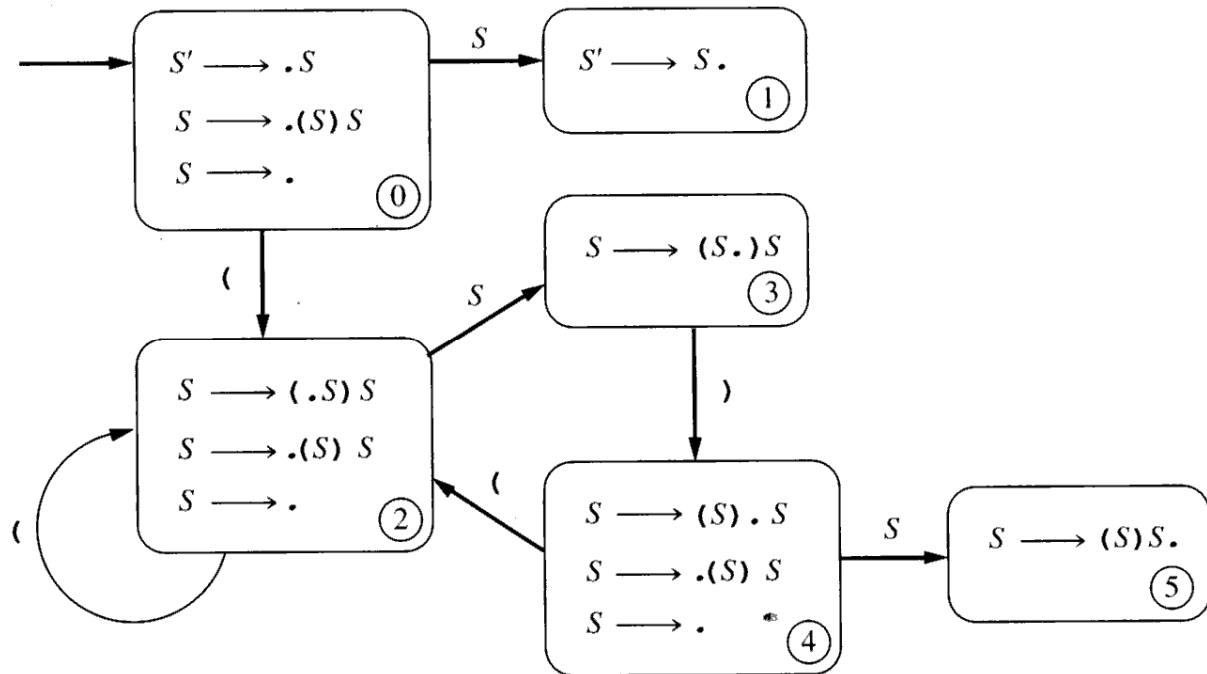 S' ⟶ .S
S ⟶ .(S)S
S ⟶ .
0
S
S' ⟶ S.
1
(
S
S ⟶ (S.)S
3
S ⟶ (.S)S
S ⟶ .(S) S
S ⟶ .
2
(
)
(
S ⟶ (S).S
S ⟶ .(S) S
S ⟶ .
4
S
S ⟶ (S)S.
5